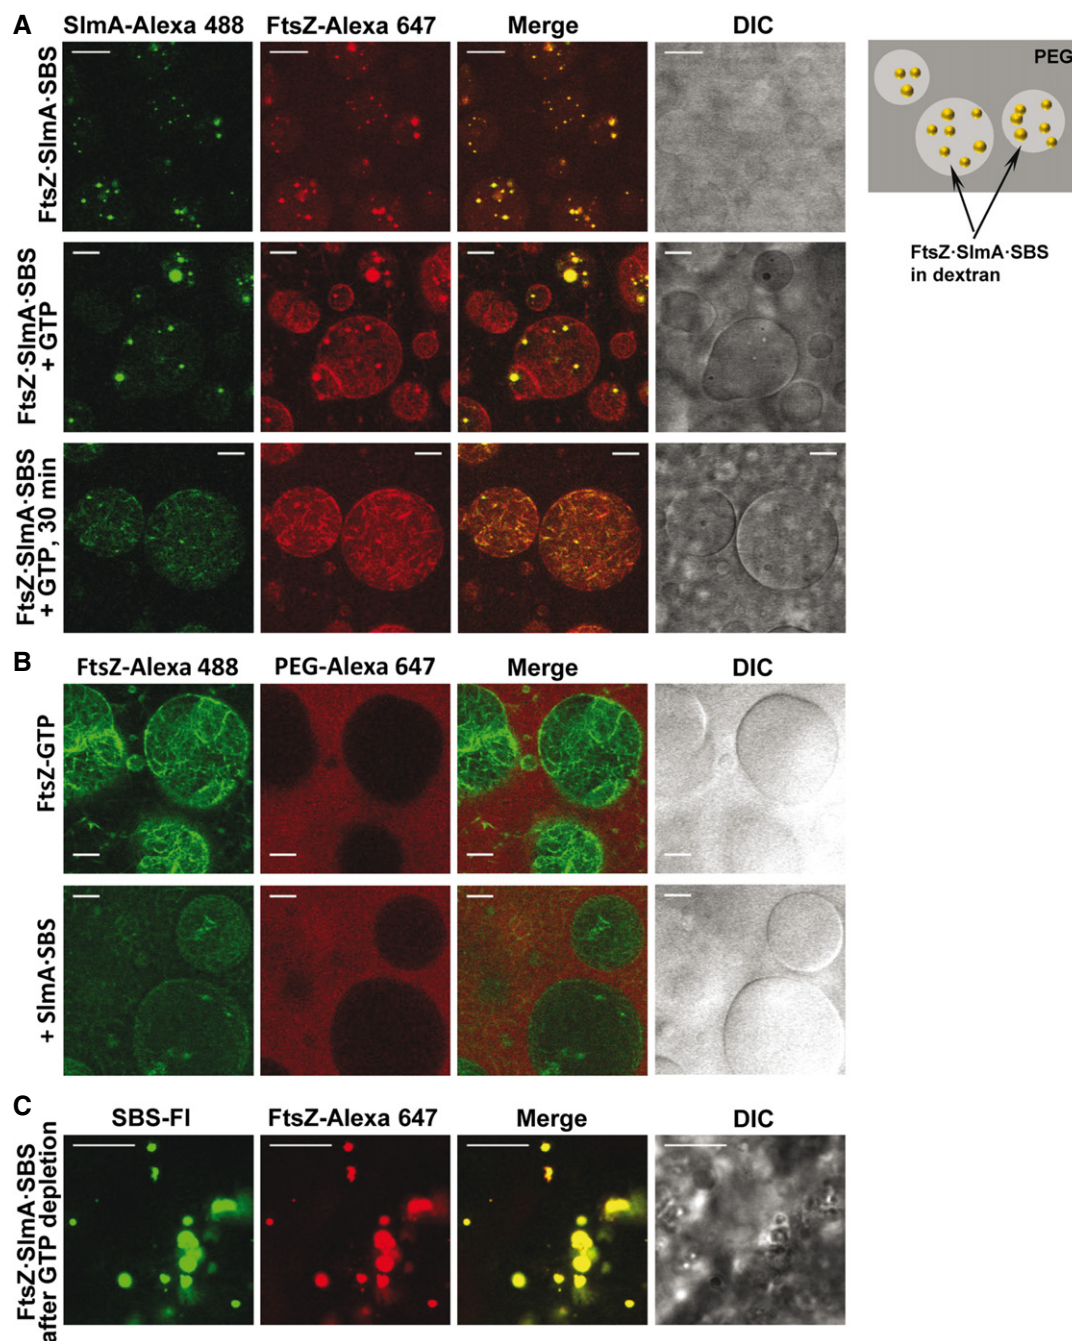 A
SlmA-Alexa 488 FtsZ-Alexa 647 Merge DIC
FtsZ·SlmA·SBS
PEG
FtsZ·SlmA·SBS
in dextran
FtsZ·SlmA·SBS
+ GTP
FtsZ·SlmA·SBS
+ GTP, 30 min
B
FtsZ-Alexa 488 PEG-Alexa 647 Merge DIC
FtsZ-GTP
+ SlmA·SBS
C
SBS-Fl FtsZ-Alexa 647 Merge DIC
FtsZ·SlmA·SBS
after GTP depletion